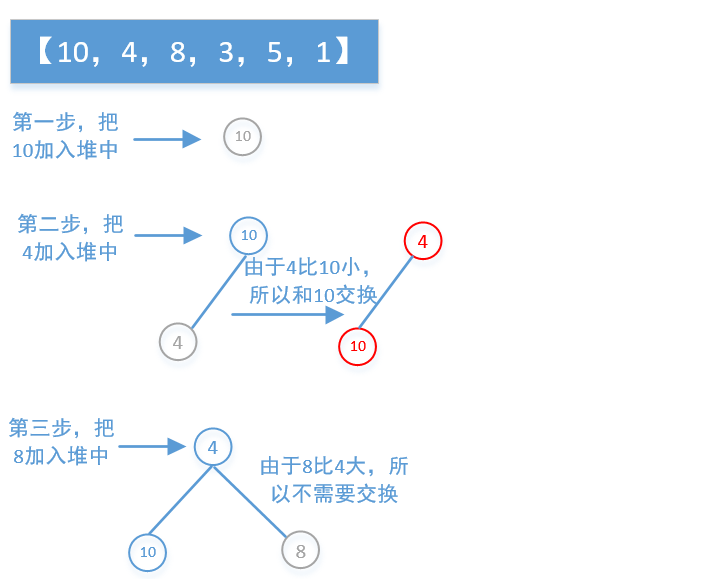 【10，4，8，3，5，1】
第一步，把
10加入堆中
10
第二步，把
4加入堆中
10
4
由于4比10小，
所以和10交换
4
10
第三步，把
8加入堆中
4
10
8
由于8比4大，所
以不需要交换